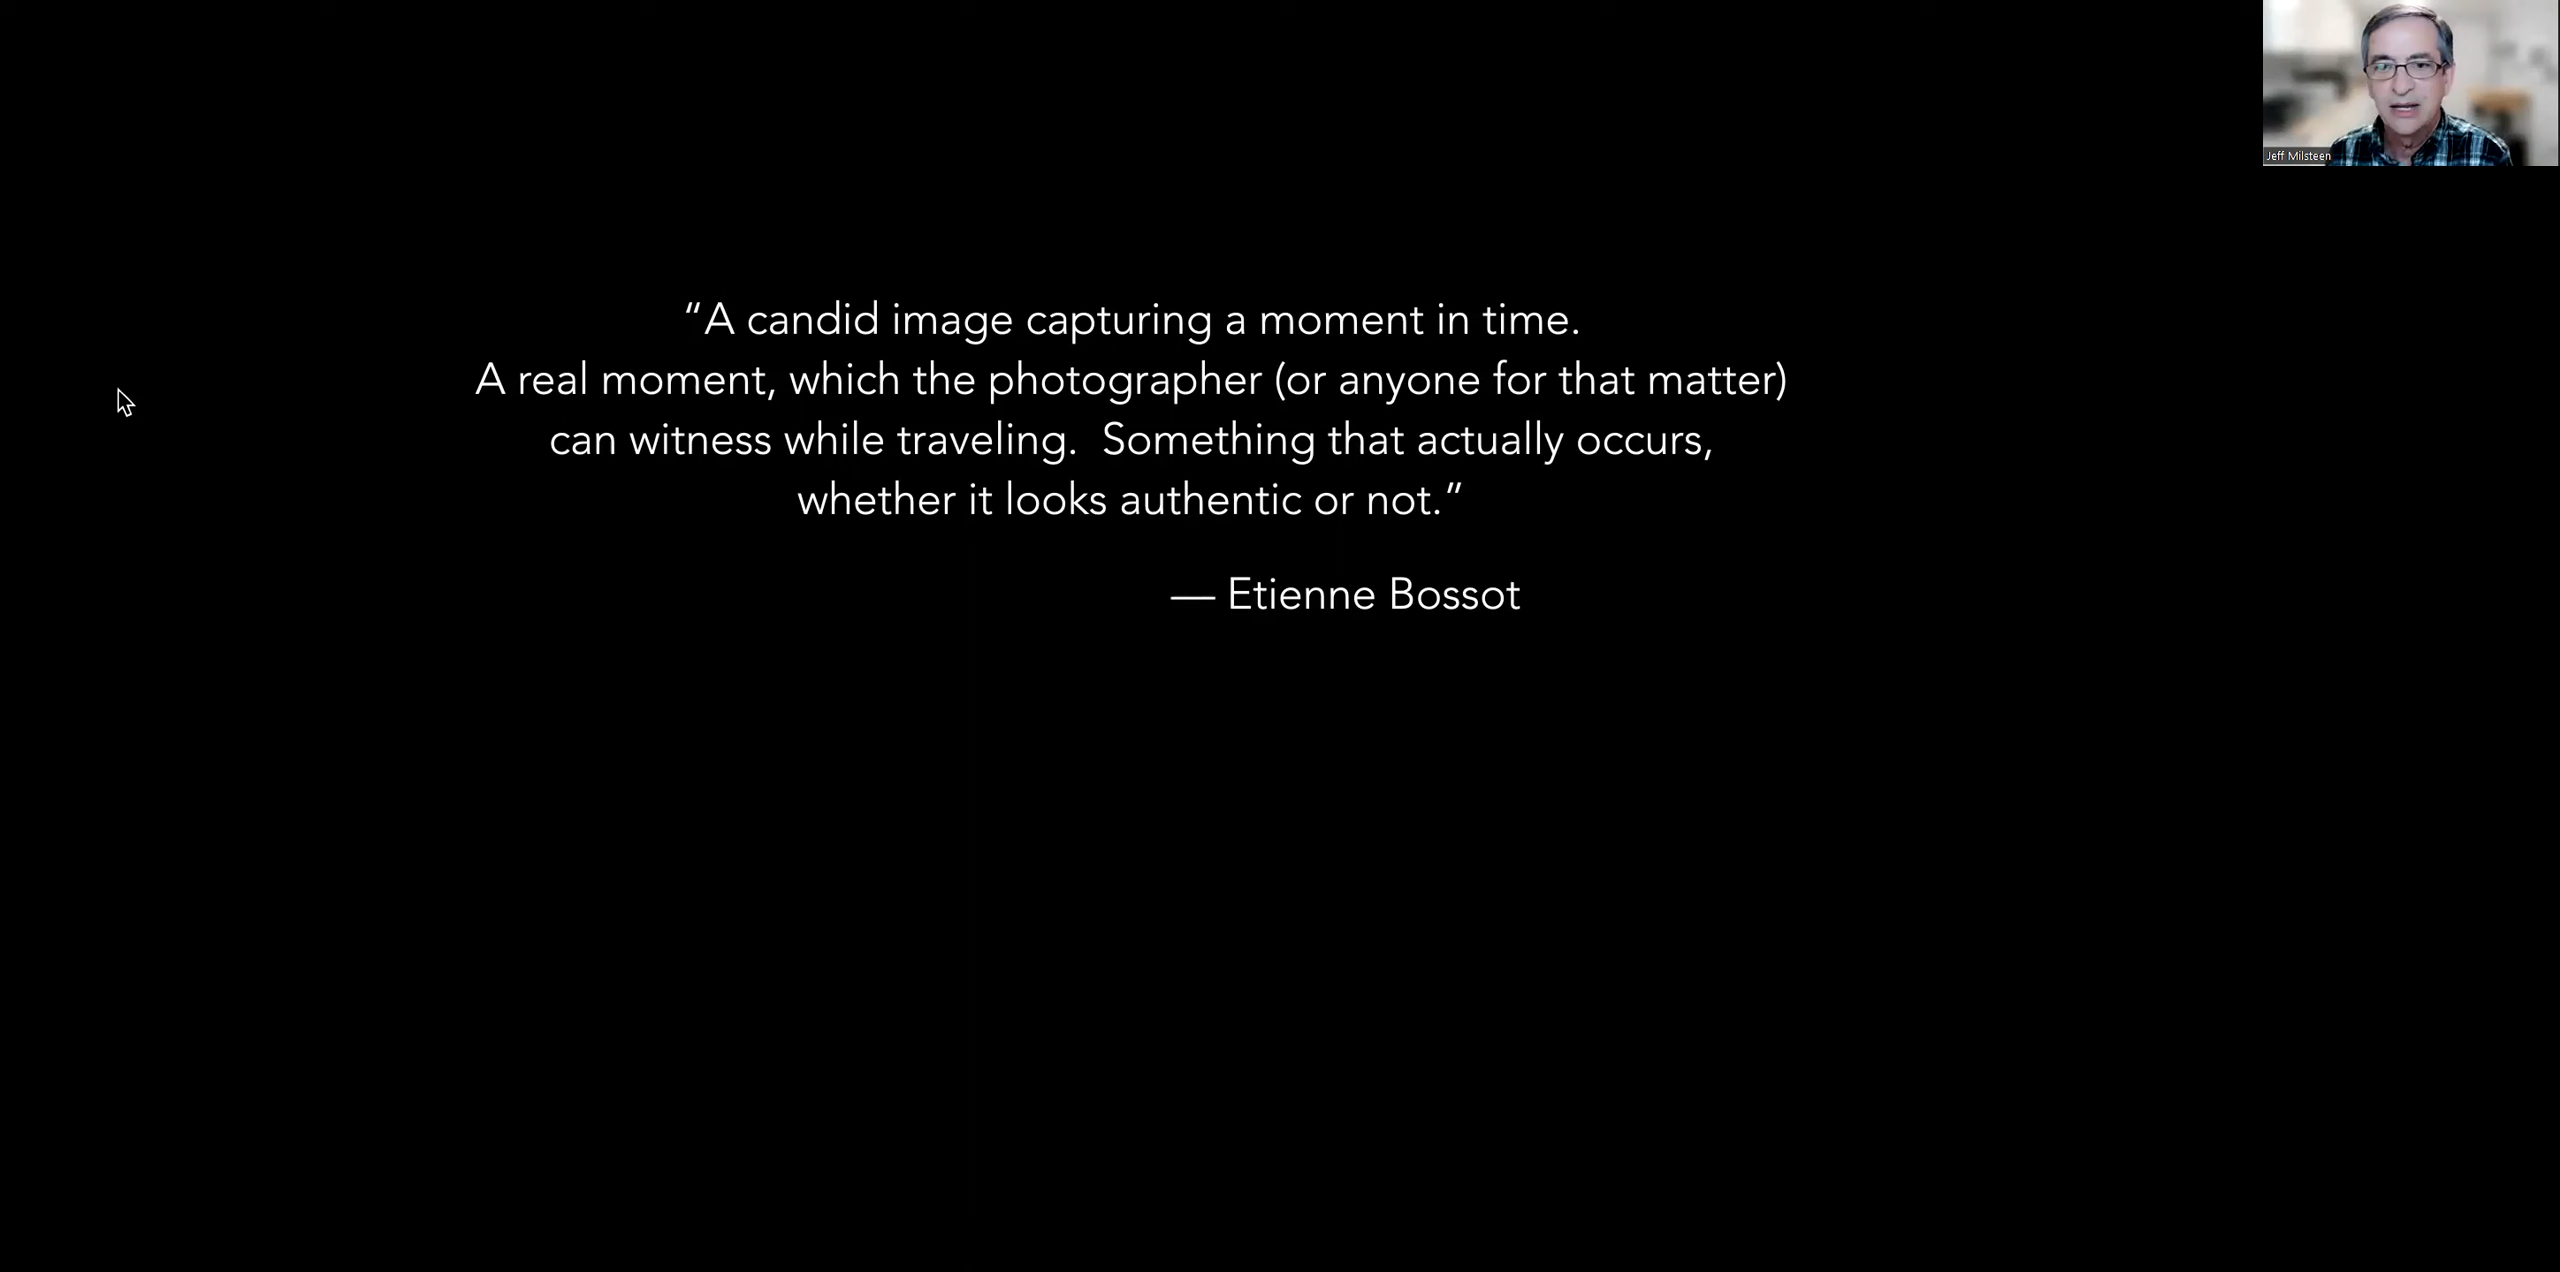 “A candid image capturing a moment in time.
A real moment, which the photographer (or anyone for that matter)
can witness while traveling.  Something that actually occurs,
whether it looks authentic or not.”
— Etienne Bossot
Jeff Milsteen